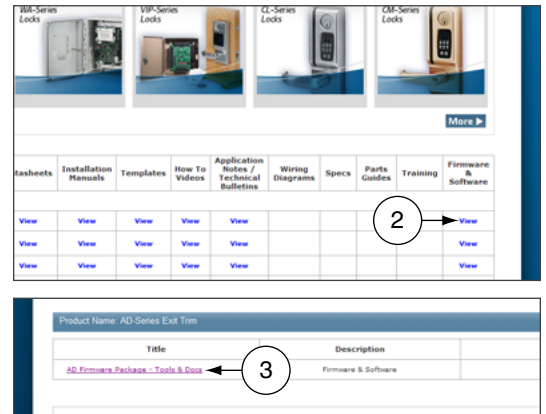 WA-Series Locks
VIP-Series Locks
CL-Series Locks
CM-Series Locks
More
tasheets
Installation Manuals
Templates
How To Videos
Application Notes / Technical Bulletins
Wiring Diagrams
Specs
Parts Guides
Training
Firmware & Software
View View View View View 2 View
View View View View View View
View View View View View View
Product Name: AD-Series Exit Trim
Title Description
AD Firmware Package - Tools & Docs 3 Firmware & Software